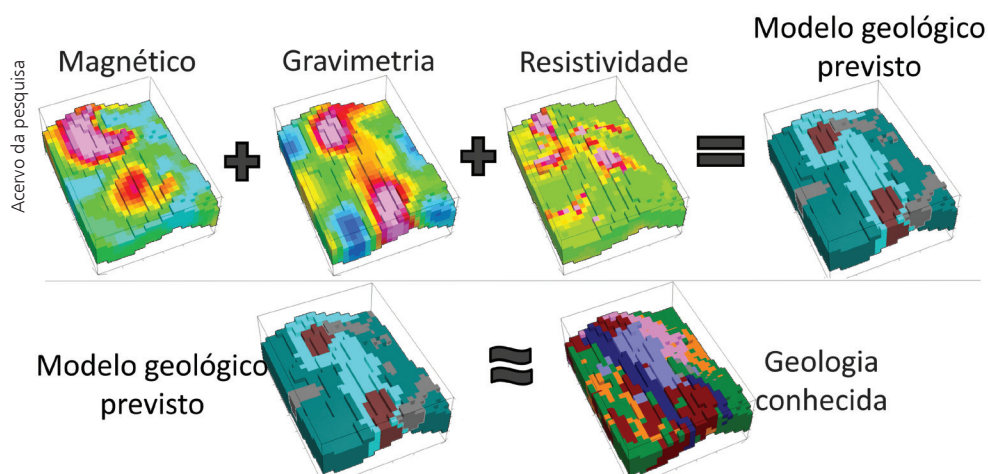 Acervo da pesquisa
Magnético
Gravimetria
Resistividade
Modelo geológico
previsto
Modelo geológico
previsto
Geologia
conhecida